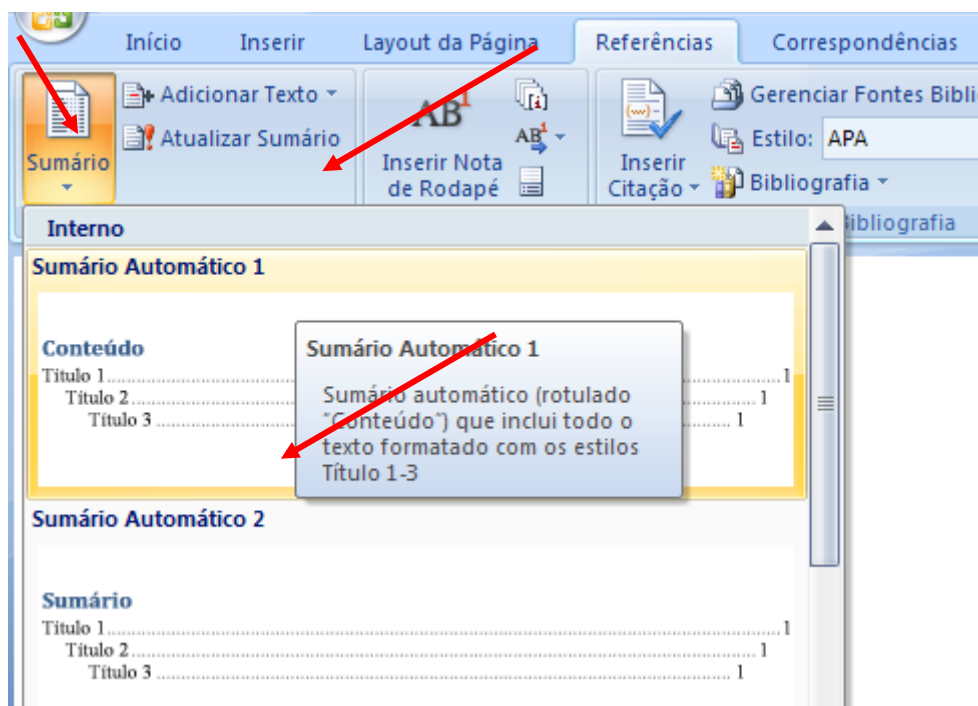 Início Inserir Layout da Página Referências Correspondências
Sumário
Adicionar Texto
Atualizar Sumário
AB1
Inserir Nota
de Rodapé
AB1
Inserir
Citação
Gerenciar Fontes Bibli
Estilo: APA
Bibliografia
ibliografia
Interno
Sumário Automático 1
Conteúdo
Título 1 1
Título 2 1
Título 3 1
Sumário Automático 1
Sumário automático (rotulado
"Conteúdo") que inclui todo o
texto formatado com os estilos
Título 1-3
Sumário Automático 2
Sumário
Título 1 1
Título 2 1
Título 3 1